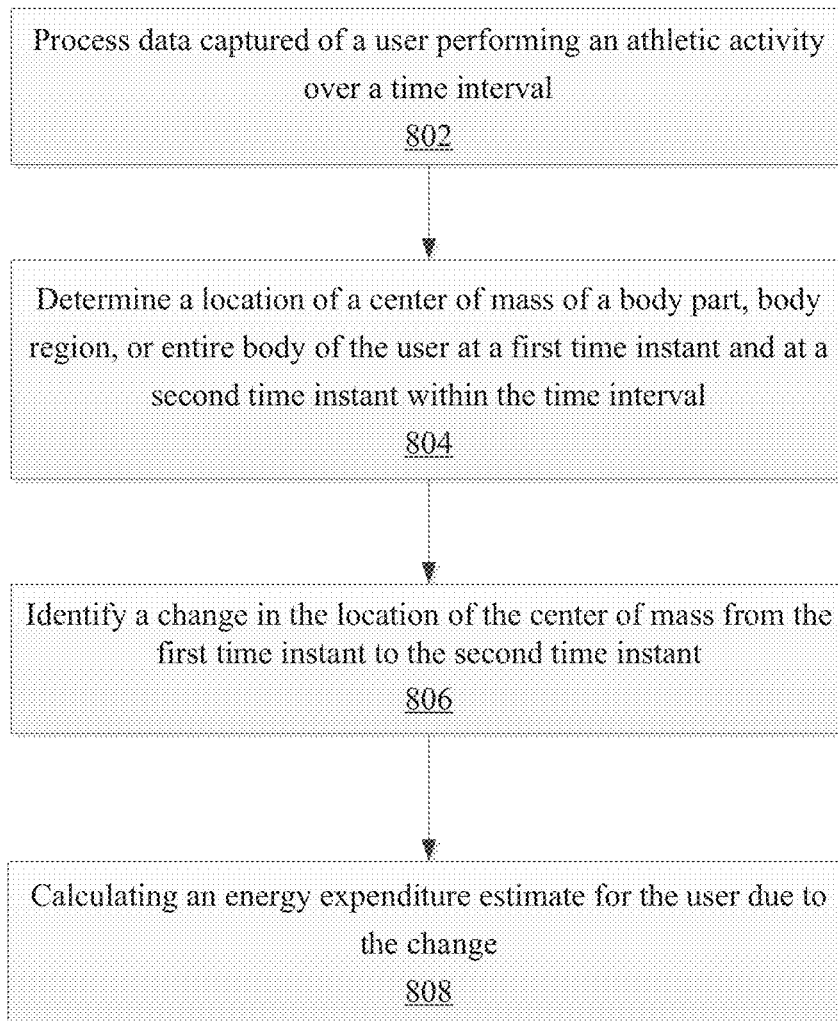 Process data captured of a user performing an athletic activity
over a time interval
802
Determine a location of a center of mass of a body part, body
region, or entire body of the user at a first time instant and at a
second time instant within the time interval
804
Identify a change in the location of the center of mass from the
first time instant to the second time instant
806
Calculating an energy expenditure estimate for the user due to
the change
808